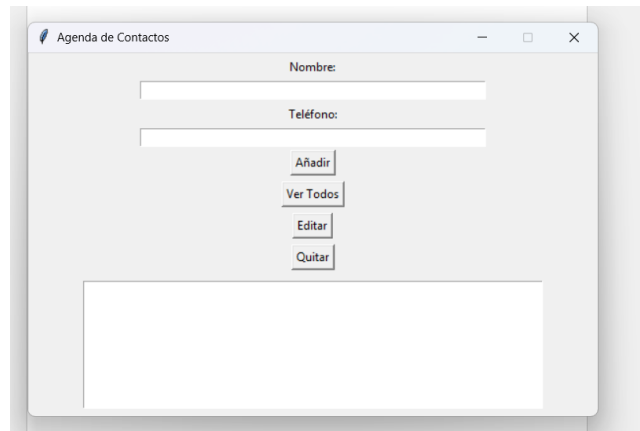 Agenda de Contactos
Nombre:
Teléfono:
Añadir
Ver Todos
Editar
Quitar